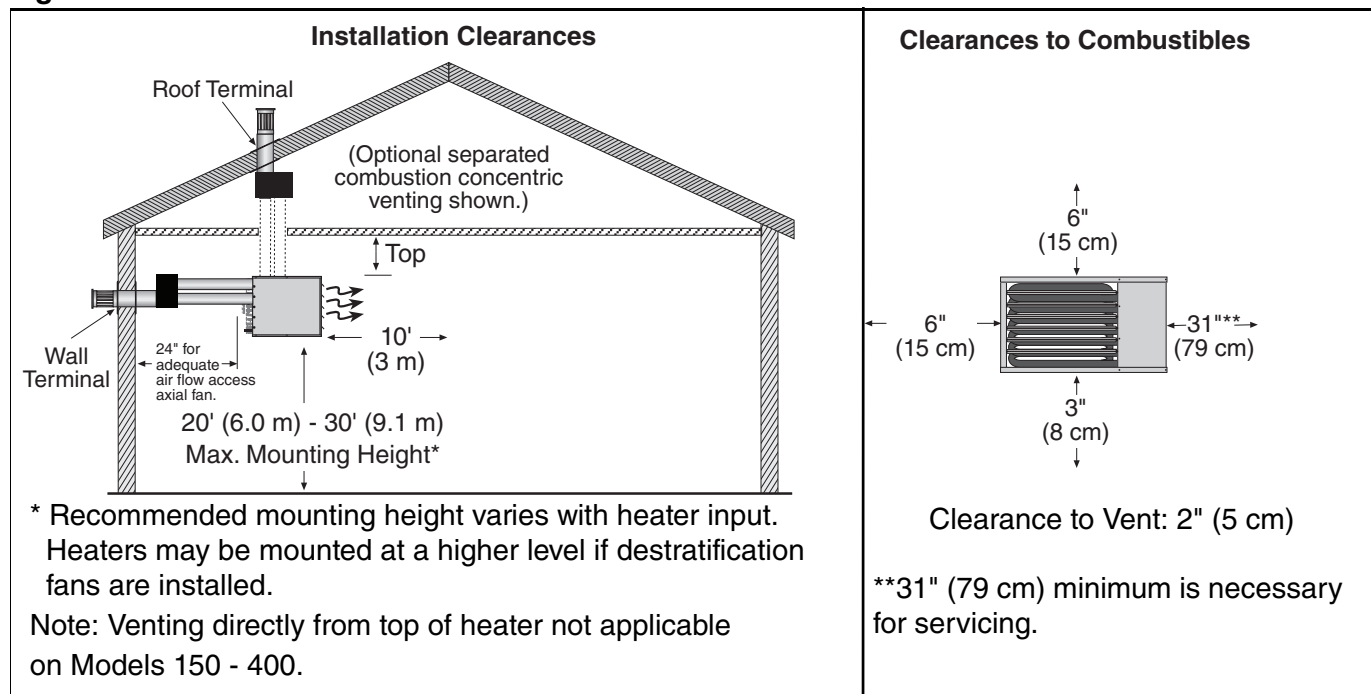 Installation Clearances
Roof Terminal
(Optional separated
combustion concentric
venting shown.)
Top
Wall
Terminal
24" for
adequate
air flow access
axial fan.
10'
(3 m)
20' (6.0 m) - 30' (9.1 m)
Max. Mounting Height*
* Recommended mounting height varies with heater input.
Heaters may be mounted at a higher level if destratification
fans are installed.
Note: Venting directly from top of heater not applicable
on Models 150 - 400.
Clearances to Combustibles
6"
(15 cm)
6"
(15 cm)
31"**
(79 cm)
3"
(8 cm)
Clearance to Vent: 2" (5 cm)
**31" (79 cm) minimum is necessary
for servicing.